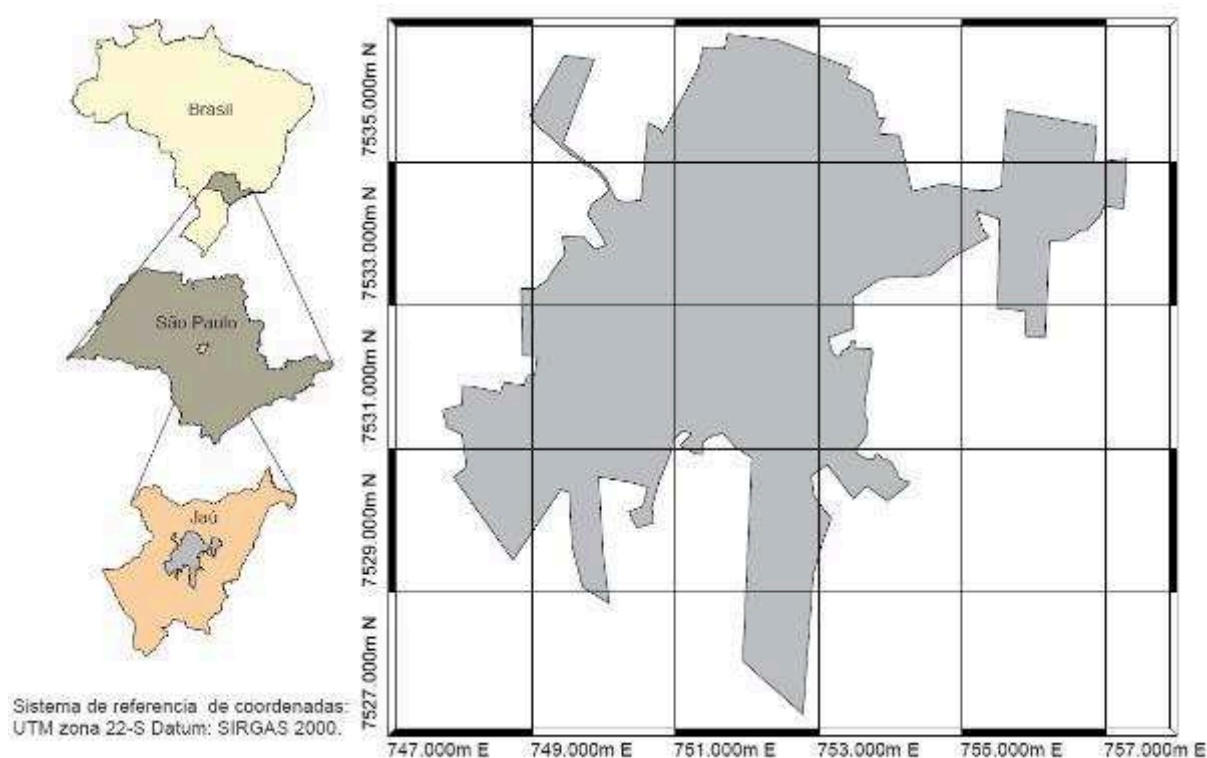 Brasil
São Paulo
Jaú
Sistema de referencia de coordenadas:
UTM zona 22-S Datum: SIRGAS 2000.
7535.000m N
7533.000m N
7531.000m N
7529.000m N
7527.000m N
747.000m E
749.000m E
751.000m E
753.000m E
755.000m E
757.000m E